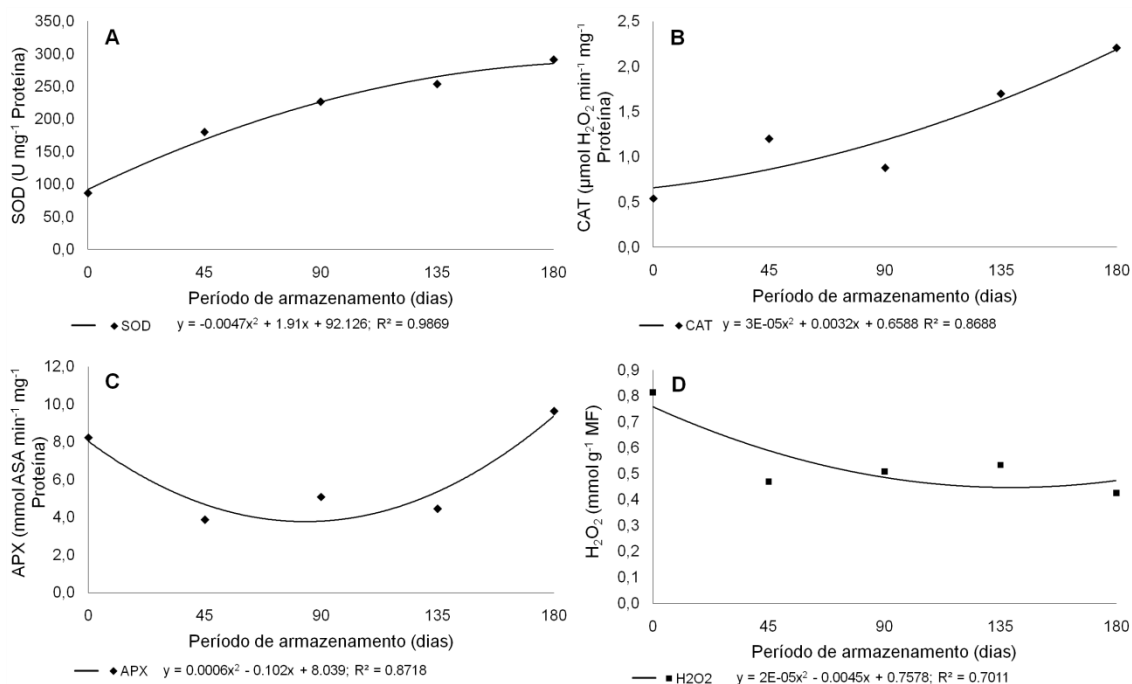 A
SOD (U mg⁻¹ Proteína)
350,0
300,0
250,0
200,0
150,0
100,0
50,0
0,0
0 45 90 135 180
Período de armazenamento (dias)
SOD y = -0.0047x² + 1.91x + 92.126; R² = 0.9869
B
CAT (µmol H₂O₂ min⁻¹ mg⁻¹
Proteína)
2,5
2,0
1,5
1,0
0,5
0,0
0 45 90 135 180
Período de armazenamento (dias)
CAT y = 3E-05x² + 0.0032x + 0.6588 R² = 0.8688
C
APX (mmol ASA min⁻¹ mg⁻¹
Proteína)
12,0
10,0
8,0
6,0
4,0
2,0
0,0
0 45 90 135 180
Período de armazenamento (dias)
APX y = 0.0006x² - 0.102x + 8.039; R² = 0.8718
D
H₂O₂ (mmol g⁻¹ MF)
0,9
0,8
0,7
0,6
0,5
0,4
0,3
0,2
0,1
0,0
0 45 90 135 180
Período de armazenamento (dias)
H2O2 y = 2E-05x² - 0.0045x + 0.7578; R² = 0.7011